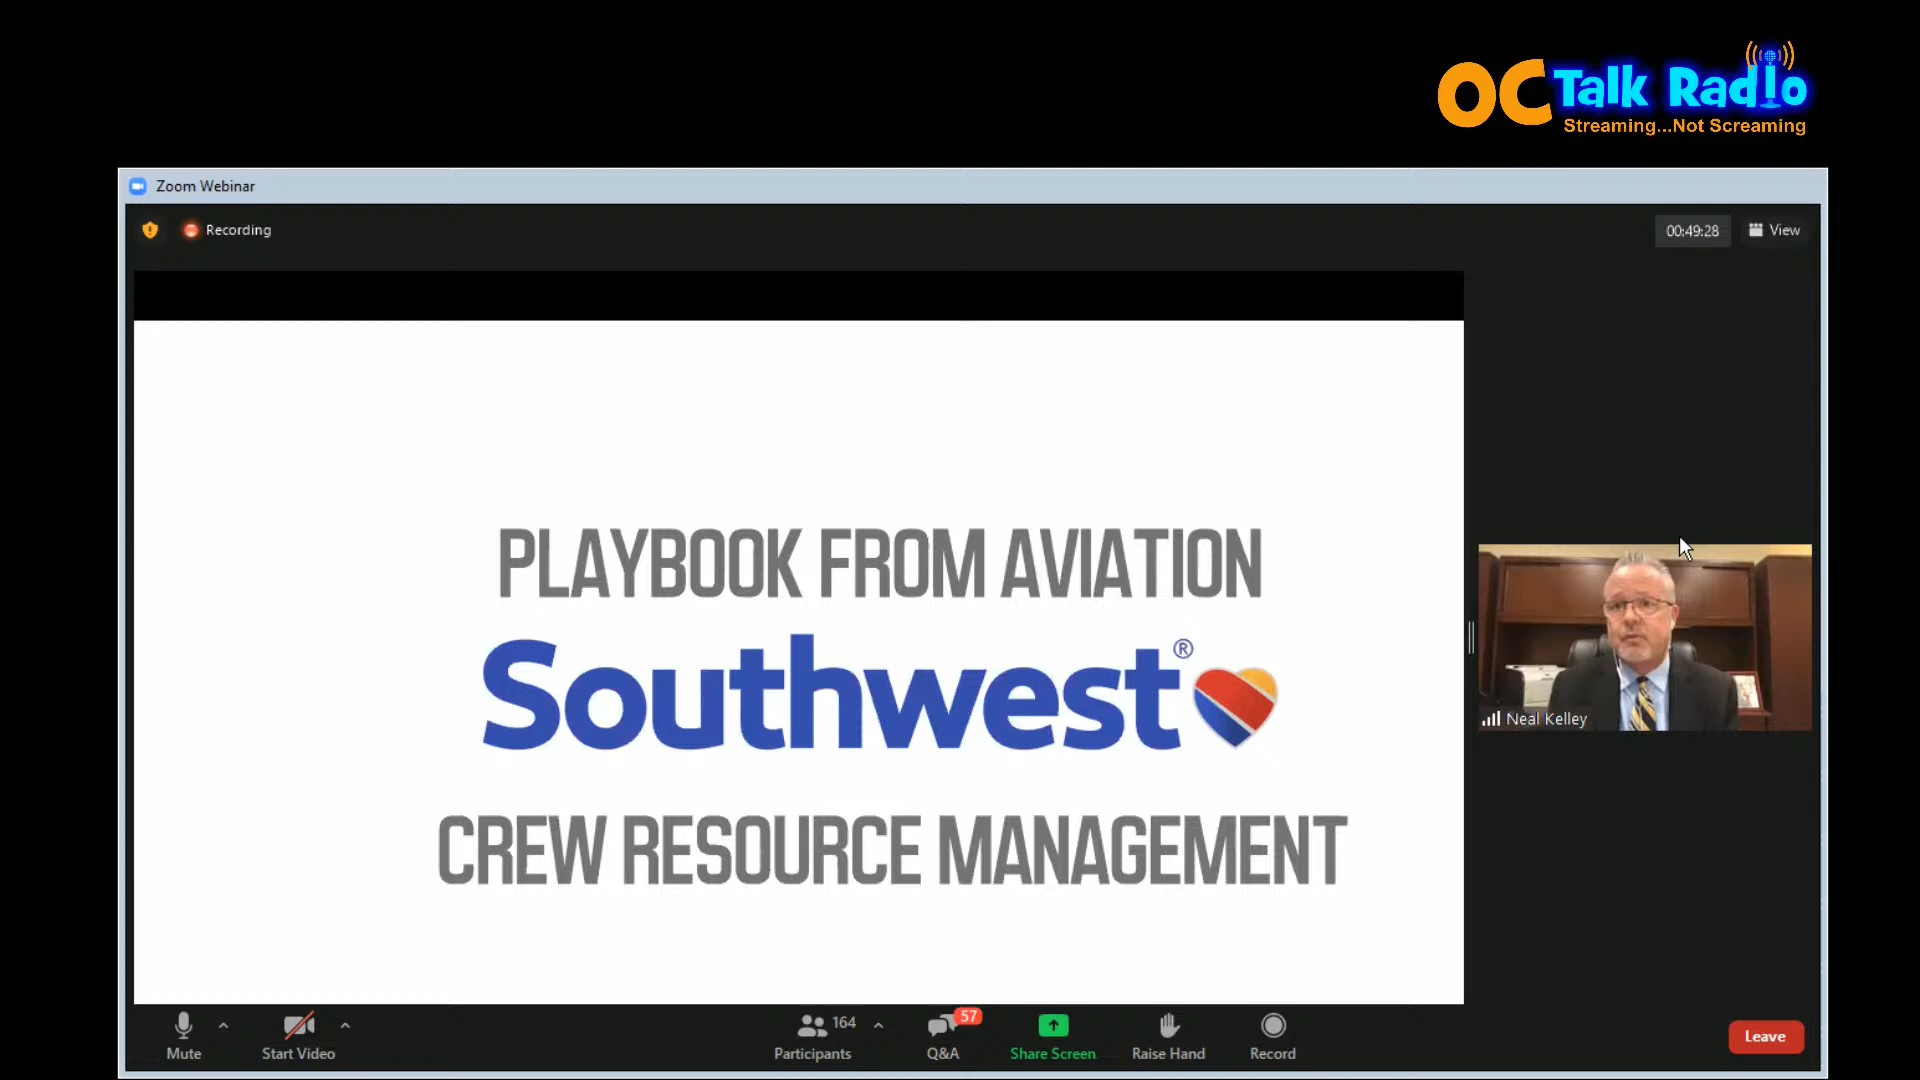 OC Talk Radio
Streaming...Not Screaming
Zoom Webinar
Recording
00:49:28
View
PLAYBOOK FROM AVIATION
Southwest®
CREW RESOURCE MANAGEMENT
Neal Kelley
Mute
Start Video
164
Participants
57
Q&A
Share Screen
Raise Hand
Record
Leave